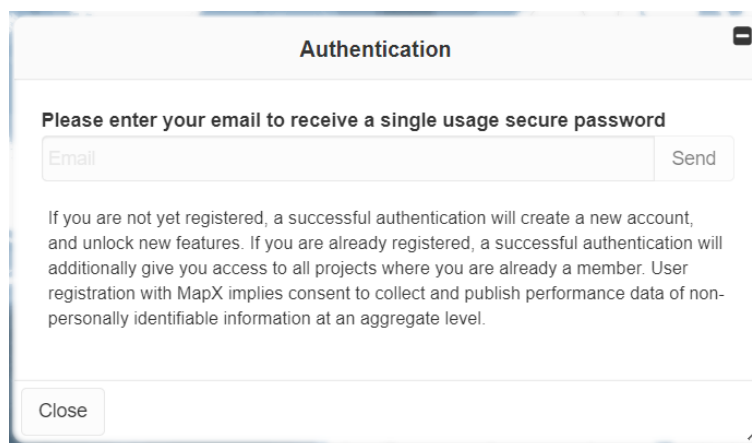 Authentication
Please enter your email to receive a single usage secure password
Email
Send
If you are not yet registered, a successful authentication will create a new account,
and unlock new features. If you are already registered, a successful authentication will
additionally give you access to all projects where you are already a member. User
registration with MapX implies consent to collect and publish performance data of non-
personally identifiable information at an aggregate level.
Close